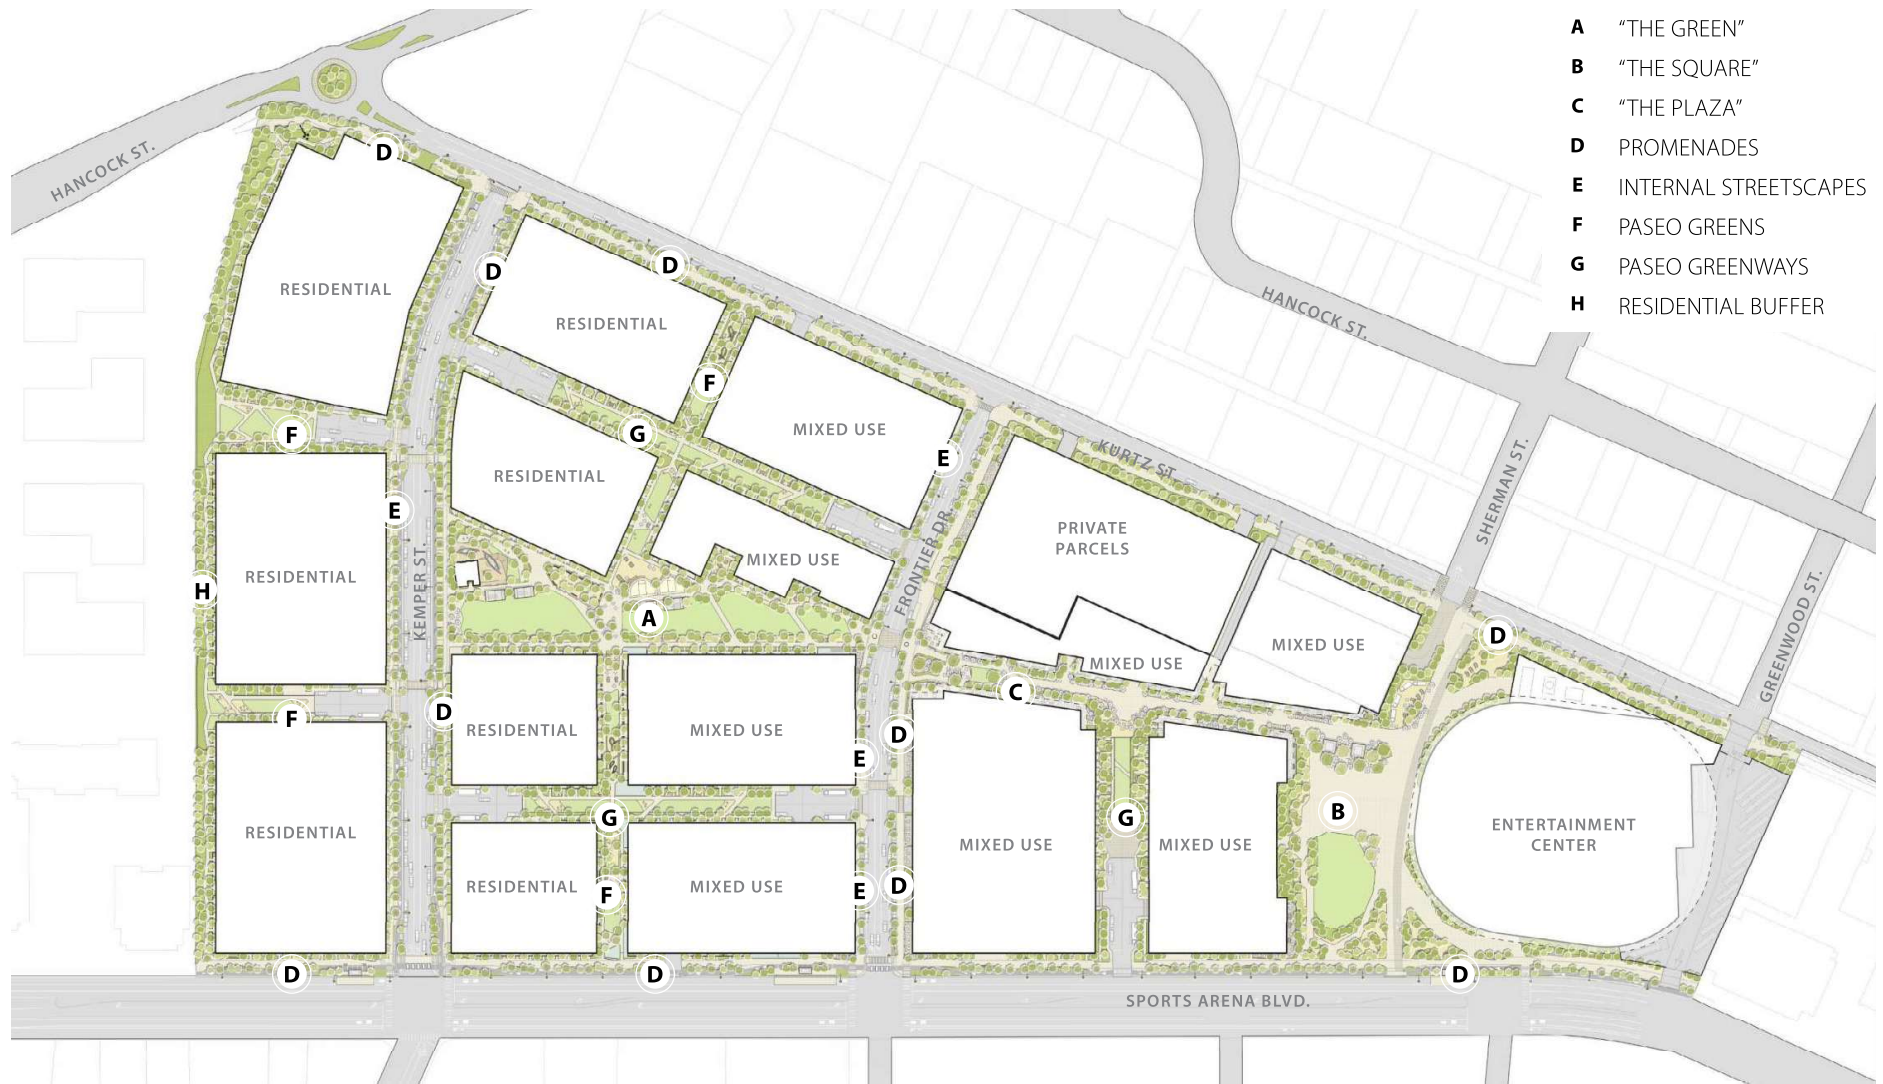 A "THE GREEN"
B "THE SQUARE"
C "THE PLAZA"
D PROMENADES
E INTERNAL STREETSCAPES
F PASEO GREENS
G PASEO GREENWAYS
H RESIDENTIAL BUFFER
HANCOCK ST.
D
RESIDENTIAL
D
D
RESIDENTIAL
HANCOCK ST.
F
F
G
MIXED USE
E
KURTZ ST.
RESIDENTIAL
E
SHERMAN ST.
PRIVATE
PARCELS
FRONTIER DR.
MIXED USE
RESIDENTIAL
H
KEMPER ST.
A
GREENWOOD ST.
D
MIXED USE
MIXED USE
C
F
D
RESIDENTIAL
MIXED USE
D
E
G
G
B
RESIDENTIAL
ENTERTAINMENT
CENTER
MIXED USE
MIXED USE
RESIDENTIAL
F
MIXED USE
E
D
D
D
D
SPORTS ARENA BLVD.